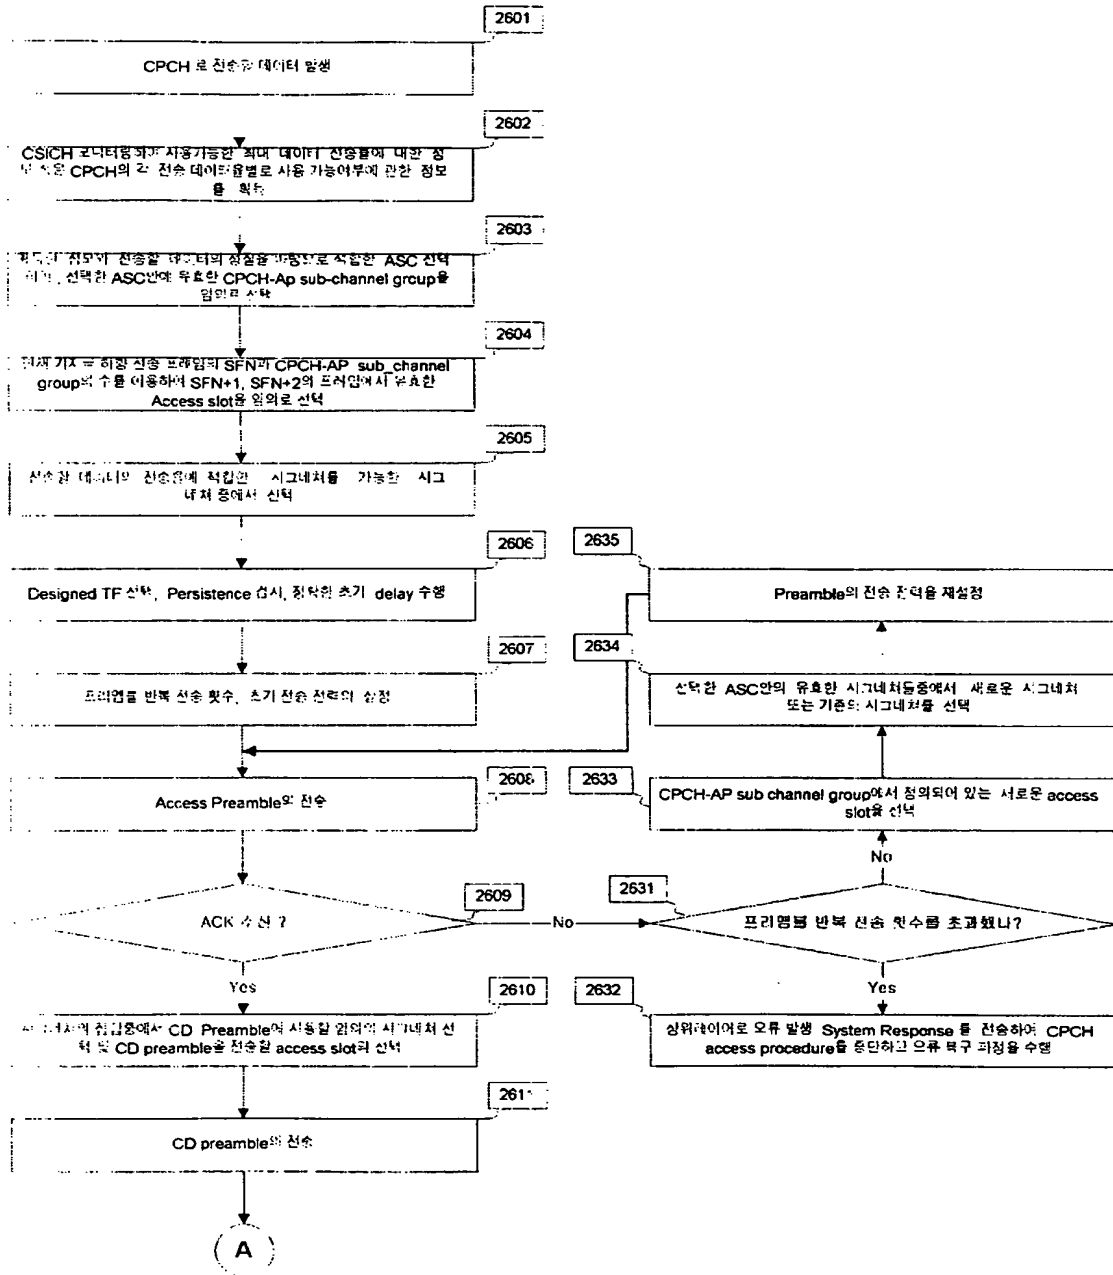 2601
CPCH 로 전송할 데이터 발생
2602
CSICH 모니터링하여 사용가능한 최대 데이터 전송률에 대한 정
보 혹은 CPCH의 각 전송 데이터율별로 사용 가능여부에 관한 정보
를 획득
2603
획득한 정보와 전송할 데이터의 성질을 바탕으로 적합한 ASC 선택
선택한 ASC안에 유효한 CPCH-Ap sub-channel group을
임의로 선택
2604
현재 기지국 하향 전송 프레임의 SFN과 CPCH-AP sub_channel
group의 수를 이용하여 SFN+1, SFN+2의 프레임에서 유효한
Access slot을 임의로 선택
2605
전송할 데이터의 전송율에 적합한 시그네쳐를 가능한 시그
네쳐 중에서 선택
2606
Designed TF 선택, Persistence 검사, 정확한 초기 delay 수행
2607
프리앰블 반복 전송 횟수, 초기 전송 전력의 설정
2608
Access Preamble의 전송
2609
ACK 수신 ?
Yes
No
2610
시그네쳐의 집합중에서 CD Preamble에 사용할 임의의 시그네쳐 선
택 및 CD preamble을 전송할 access slot의 선택
2611
CD preamble의 전송
A
2635
Preamble의 전송 전력을 재설정
2634
선택한 ASC안의 유효한 시그네쳐들중에서 새로운 시그네쳐
또는 기존의 시그네쳐를 선택
2633
CPCH-AP sub channel group에서 정의되어 있는 새로운 access
slot을 선택
No
2631
프리앰블 반복 전송 횟수를 초과했나?
Yes
2632
상위레이어로 오류 발생 System Response 를 전송하여 CPCH
access procedure를 중단하고 오류 복구 과정을 수행